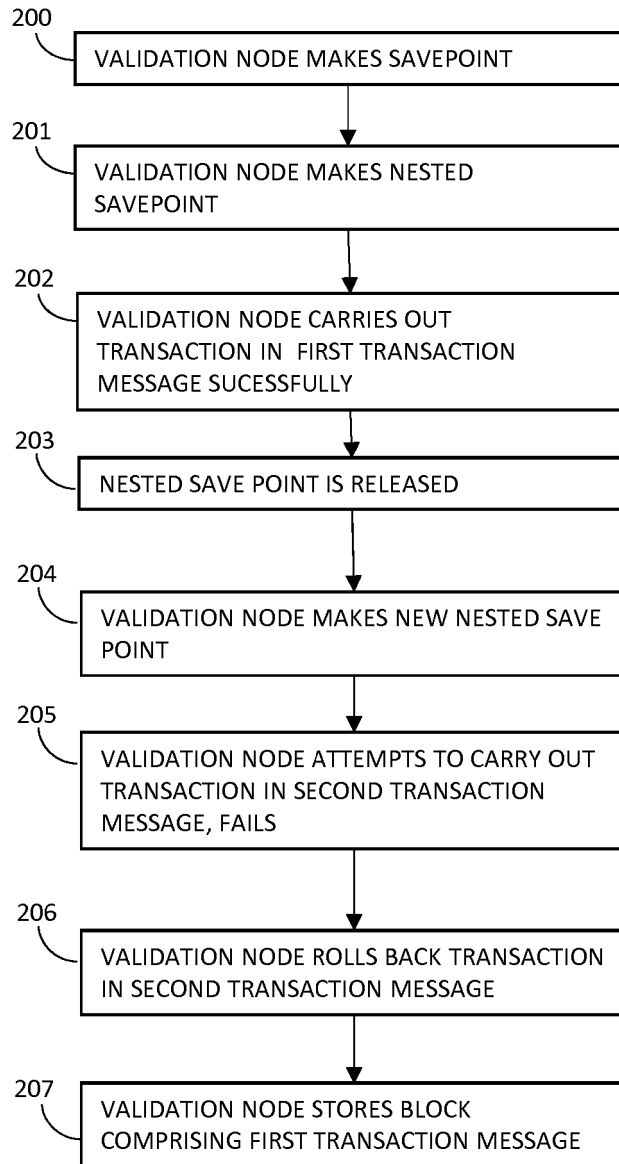 200
VALIDATION NODE MAKES SAVEPOINT
201
VALIDATION NODE MAKES NESTED
SAVEPOINT
202
VALIDATION NODE CARRIES OUT
TRANSACTION IN FIRST TRANSACTION
MESSAGE SUCESSFULLY
203
NESTED SAVE POINT IS RELEASED
204
VALIDATION NODE MAKES NEW NESTED SAVE
POINT
205
VALIDATION NODE ATTEMPTS TO CARRY OUT
TRANSACTION IN SECOND TRANSACTION
MESSAGE, FAILS
206
VALIDATION NODE ROLLS BACK TRANSACTION
IN SECOND TRANSACTION MESSAGE
207
VALIDATION NODE STORES BLOCK
COMPRISING FIRST TRANSACTION MESSAGE